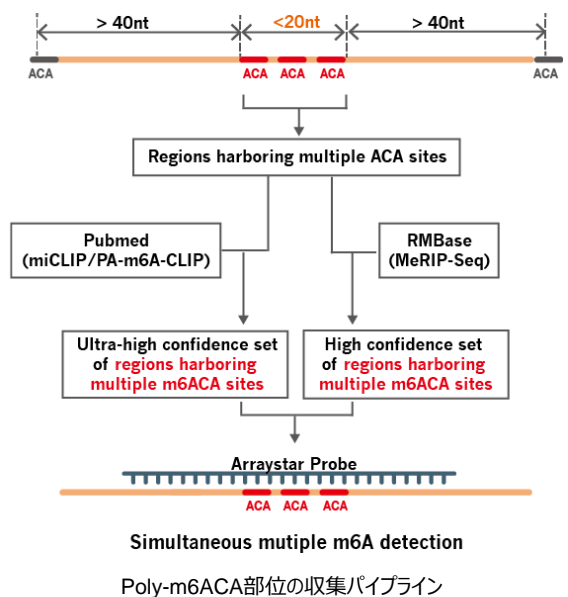 > 40nt
<20nt
> 40nt
ACA
ACA
ACA
ACA
ACA
Regions harboring multiple ACA sites
Pubmed
(miCLIP/PA-m6A-CLIP)
RMBase
(MeRIP-Seq)
Ultra-high confidence set
of regions harboring
multiple m6ACA sites
High confidence set
of regions harboring
multiple m6ACA sites
Arraystar Probe
ACA
ACA
ACA
Simultaneous mutiple m6A detection
Poly-m6ACA部位の収集パイプライン